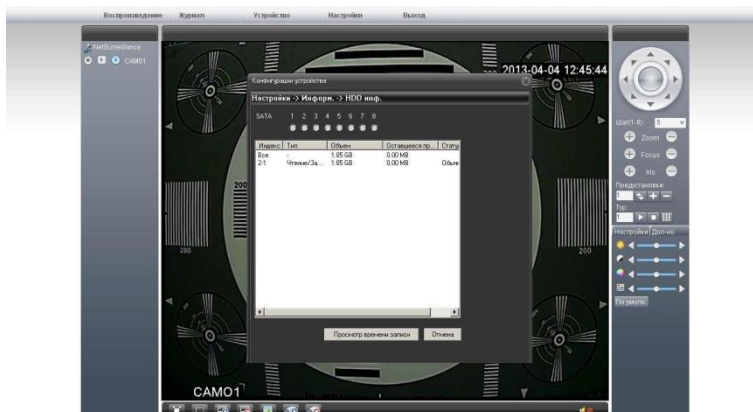 Воспроизведение Журнал Устройство Настройки Выход
NetSurveillance
CAM01
2013-04-04 12:45:44
Конфигурация устройства
Настройки -> Информ. -> HDD инф.
SATA 1 2 3 4 5 6 7 8
Индекс Тип Объем Оставшееся пр... Статус
Все - 1.85 GB 0.00 MB
2-1 Чтение/За... 1.85 GB 0.00 MB
Просмотр времени записи Отмена
200
200
200
CAM01
Шаг(1-8): 5
Zoom
Focus
Iris
Предустановки:
1
Тур:
1
Настройки Доп-но
По умолч